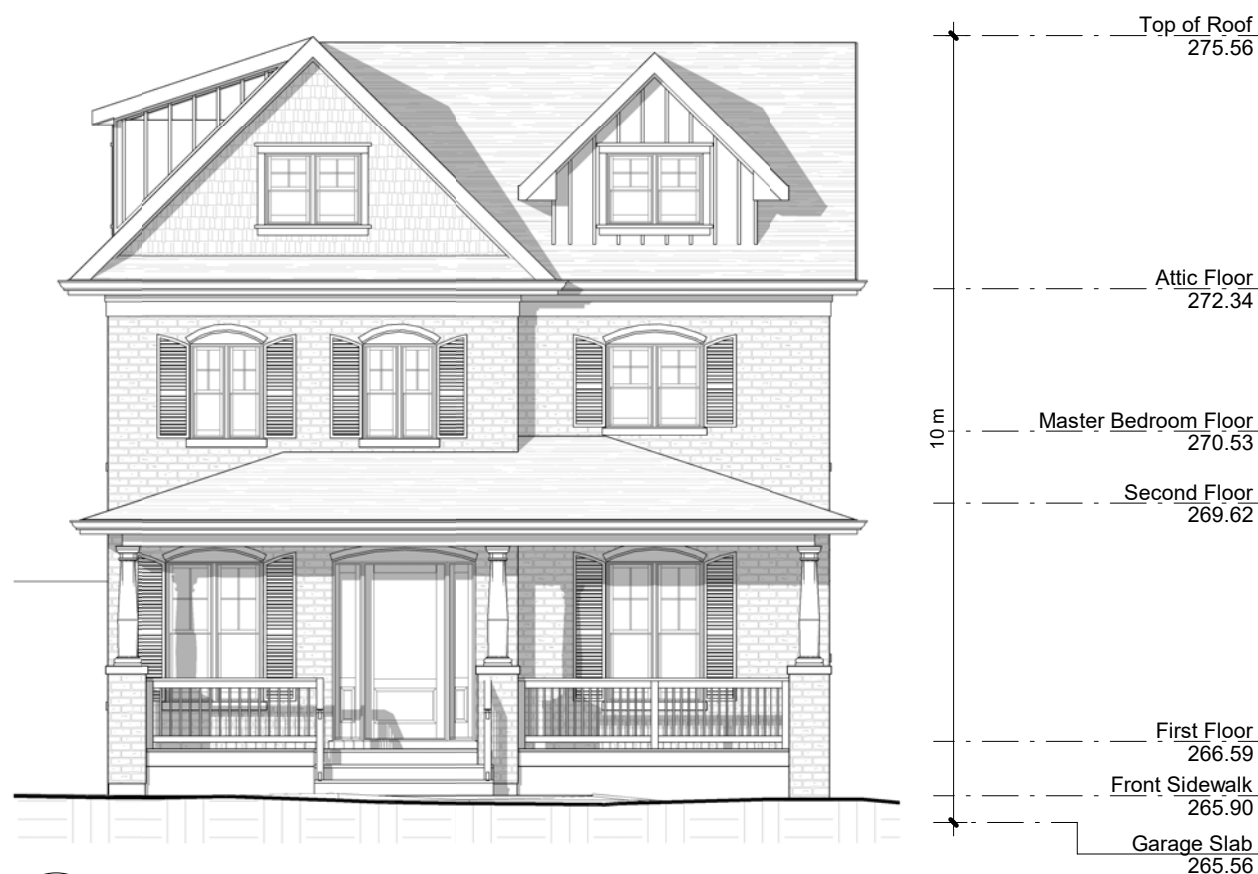 Top of Roof
275.56
Attic Floor
272.34
10 m
Master Bedroom Floor
270.53
Second Floor
269.62
First Floor
266.59
Front Sidewalk
265.90
Garage Slab
265.56